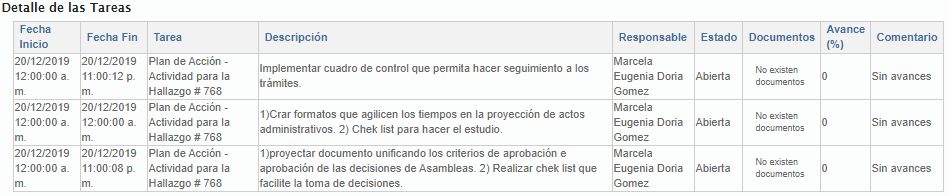 Detalle de las Tareas
Fecha Inicio Fecha Fin Tarea Descripción Responsable Estado Documentos Avance (%) Comentario
20/12/2019 12:00:00 a. m. 20/12/2019 11:00:12 p. m. Plan de Acción - Actividad para la Hallazgo # 768 Implementar cuadro de control que permita hacer seguimiento a los trámites. Marcela Eugenia Doria Gomez Abierta No existen documentos 0 Sin avances
20/12/2019 12:00:00 a. m. 20/12/2019 12:00:00 a. m. Plan de Acción - Actividad para la Hallazgo # 768 1)Crar formatos que agilicen los tiempos en la proyección de actos administrativos. 2) Chek list para hacer el estudio. Marcela Eugenia Doria Gomez Abierta No existen documentos 0 Sin avances
20/12/2019 12:00:00 a. m. 20/12/2019 11:00:08 p. m. Plan de Acción - Actividad para la Hallazgo # 768 1)proyectar documento unificando los criterios de aprobación e aprobación de las decisiones de Asambleas. 2) Realizar chek list que facilite la toma de decisiones. Marcela Eugenia Doria Gomez Abierta No existen documentos 0 Sin avances